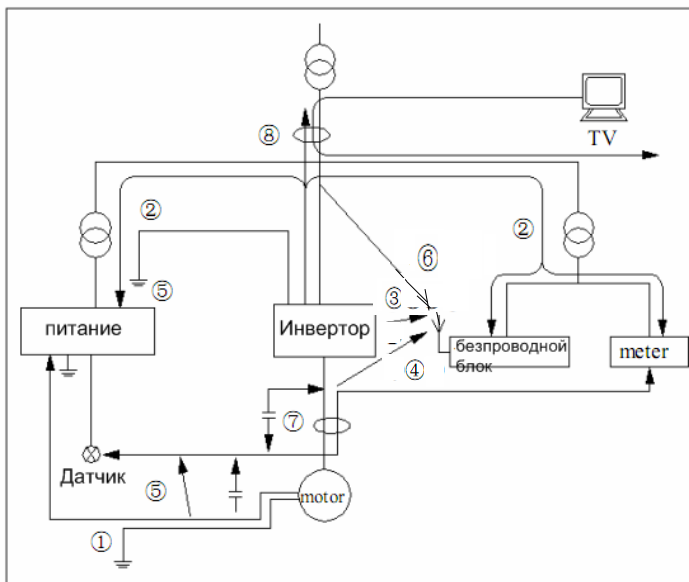 TV
⑧
②
②
⑥
⑤
③
питание
Инвертор
безпроводной
блок
meter
④
⑦
Датчик
⑤
motor
①